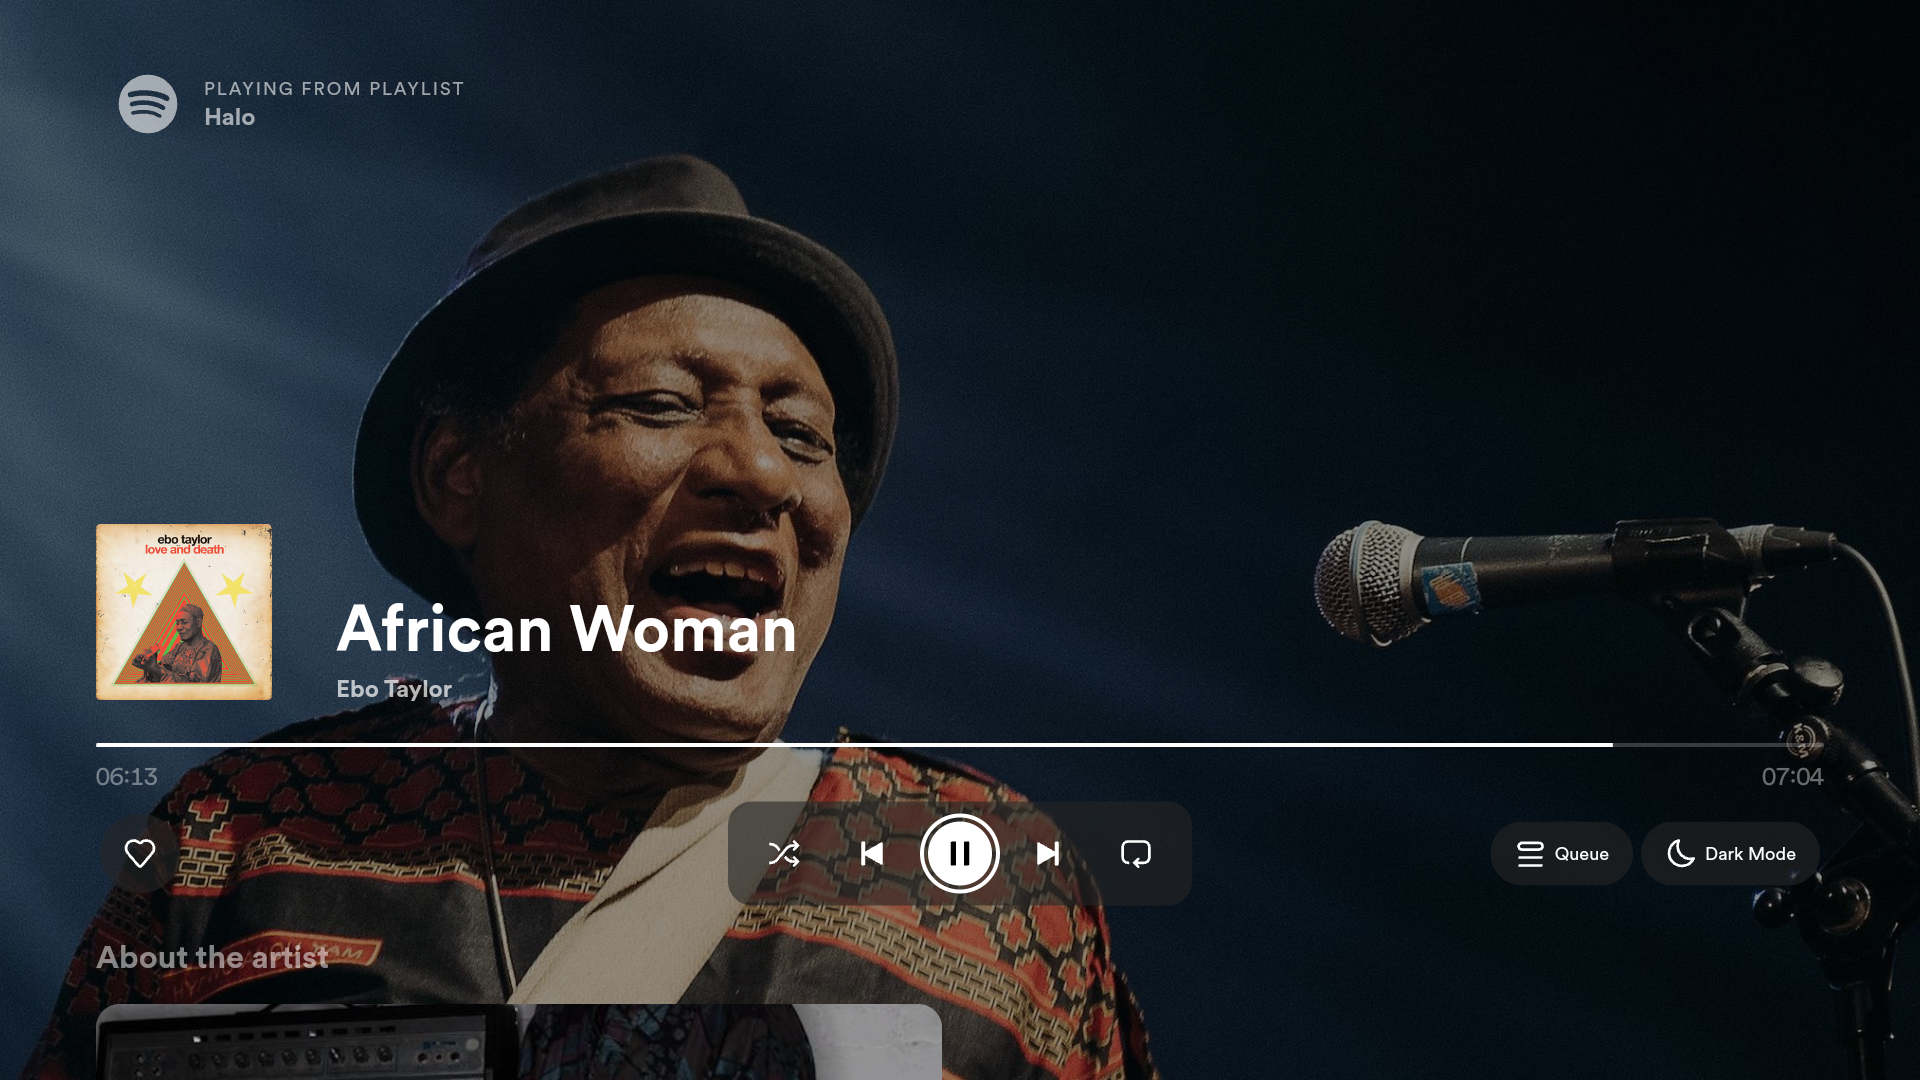 PLAYING FROM PLAYLIST
Halo
ebo taylor
love and death
African Woman
Ebo Taylor
06:13
07:04
K&M
Queue
Dark Mode
About the artist